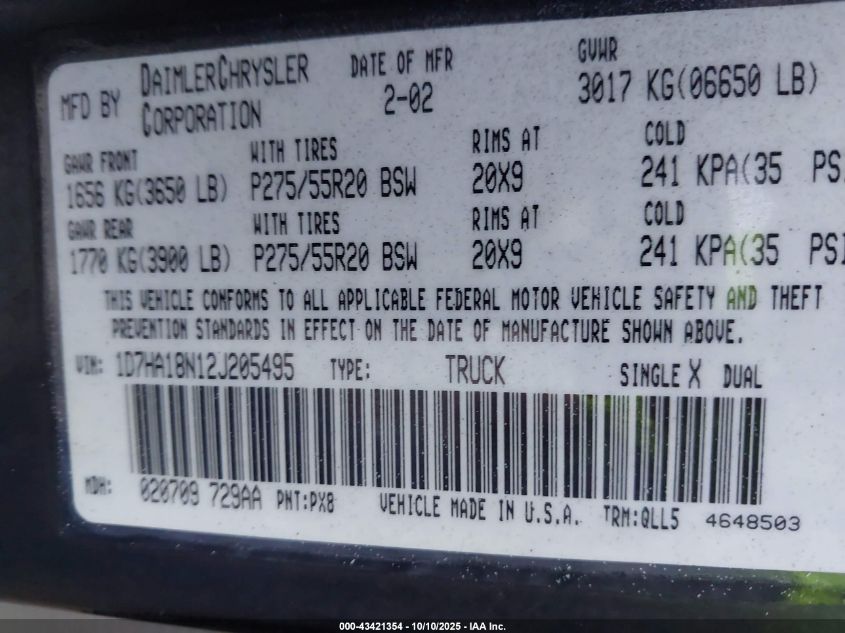 MFD BY DAIMLERCHRYSLER CORPORATION DATE OF MFR 2-02 GVWR 3017 KG(06650 LB)
GAWR FRONT WITH TIRES RIMS AT COLD
1656 KG(3650 LB) P275/55R20 BSW 20X9 241 KPA(35 PSI
GAWR REAR WITH TIRES RIMS AT COLD
1770 KG(3900 LB) P275/55R20 BSW 20X9 241 KPA(35 PSI
THIS VEHICLE CONFORMS TO ALL APPLICABLE FEDERAL MOTOR VEHICLE SAFETY AND THEFT
PREVENTION STANDARDS IN EFFECT ON THE DATE OF MANUFACTURE SHOWN ABOVE.
VIN: 1D7HA18N12J205495 TYPE: TRUCK SINGLE X DUAL
MDH: 020709 729AA PNT:PX8 VEHICLE MADE IN U.S.A. TRM:QLL5 4648503
000-43421354 - 10/10/2025 - IAA Inc.